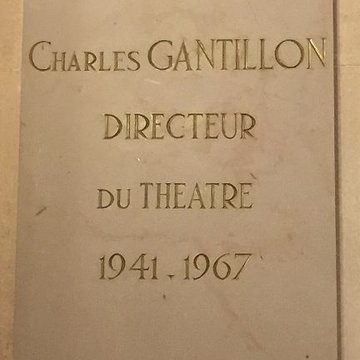 CHARLES GANTILLON
DIRECTEUR
DU THEATRE
1941.1967